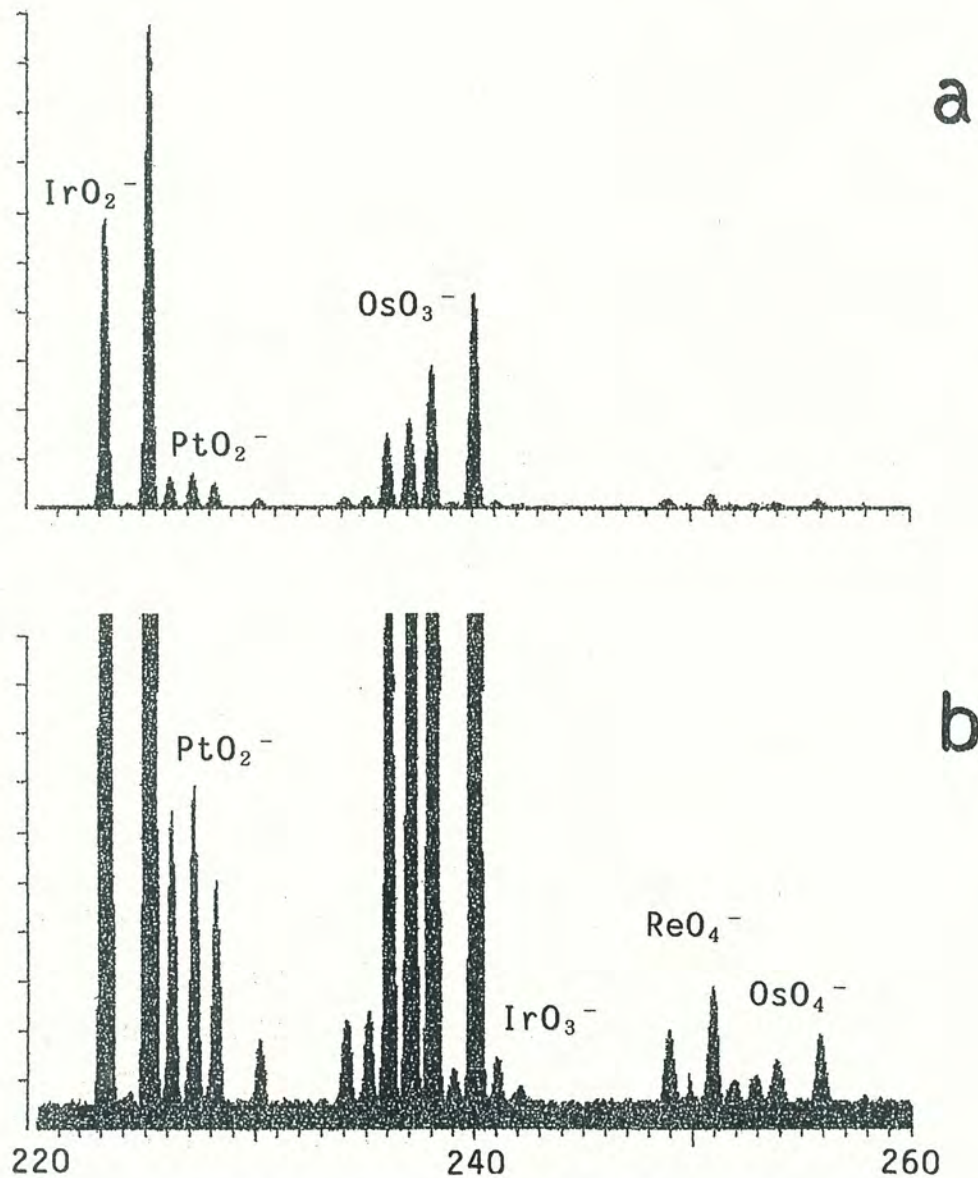 a
IrO₂⁻
OsO₃⁻
PtO₂⁻
b
PtO₂⁻
ReO₄⁻
OsO₄⁻
IrO₃⁻
220 240 260